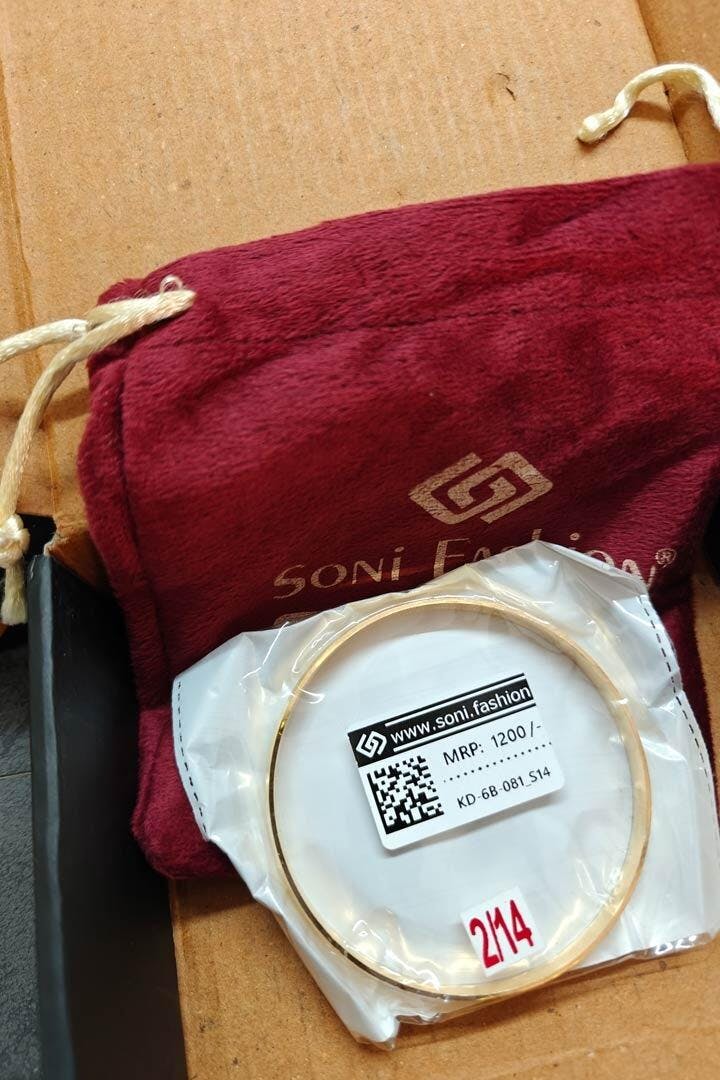 SONi FASHiON®
www.soni.fashion
MRP: 1200/-
KD-6B-081_S14
2/14